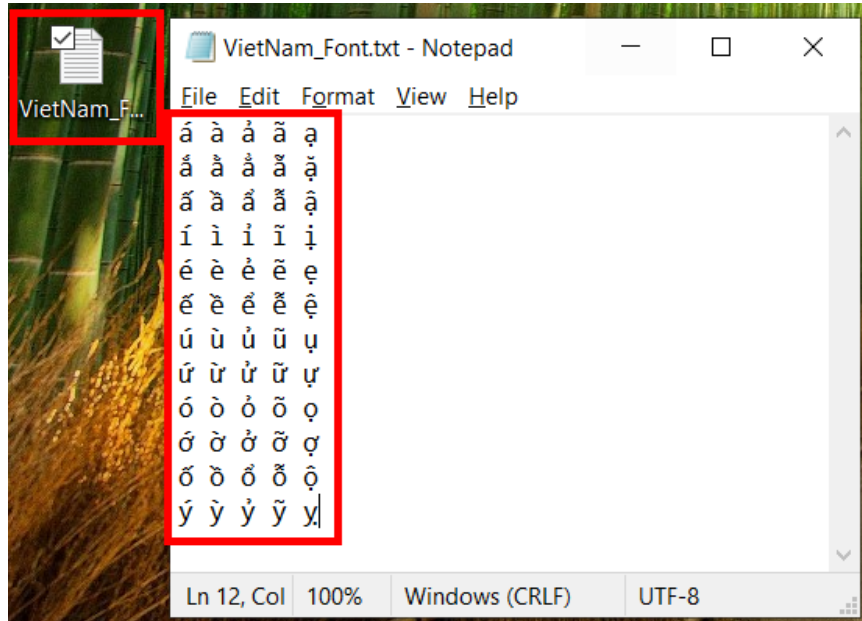 VietNam_F...
VietNam_Font.txt - Notepad
File Edit Format View Help
á à ả ã ạ
ắ ằ ẳ ẵ ặ
ấ ầ ẩ ẫ ậ
í ì ỉ ĩ ị
é è ẻ ẽ ẹ
ế ề ể ễ ệ
ú ù ủ ũ ụ
ứ ừ ử ữ ự
ó ò ỏ õ ọ
ớ ờ ở ỡ ợ
ố ồ ổ ỗ ộ
ý ỳ ỷ ỹ ỵ
Ln 12, Col 100% Windows (CRLF) UTF-8